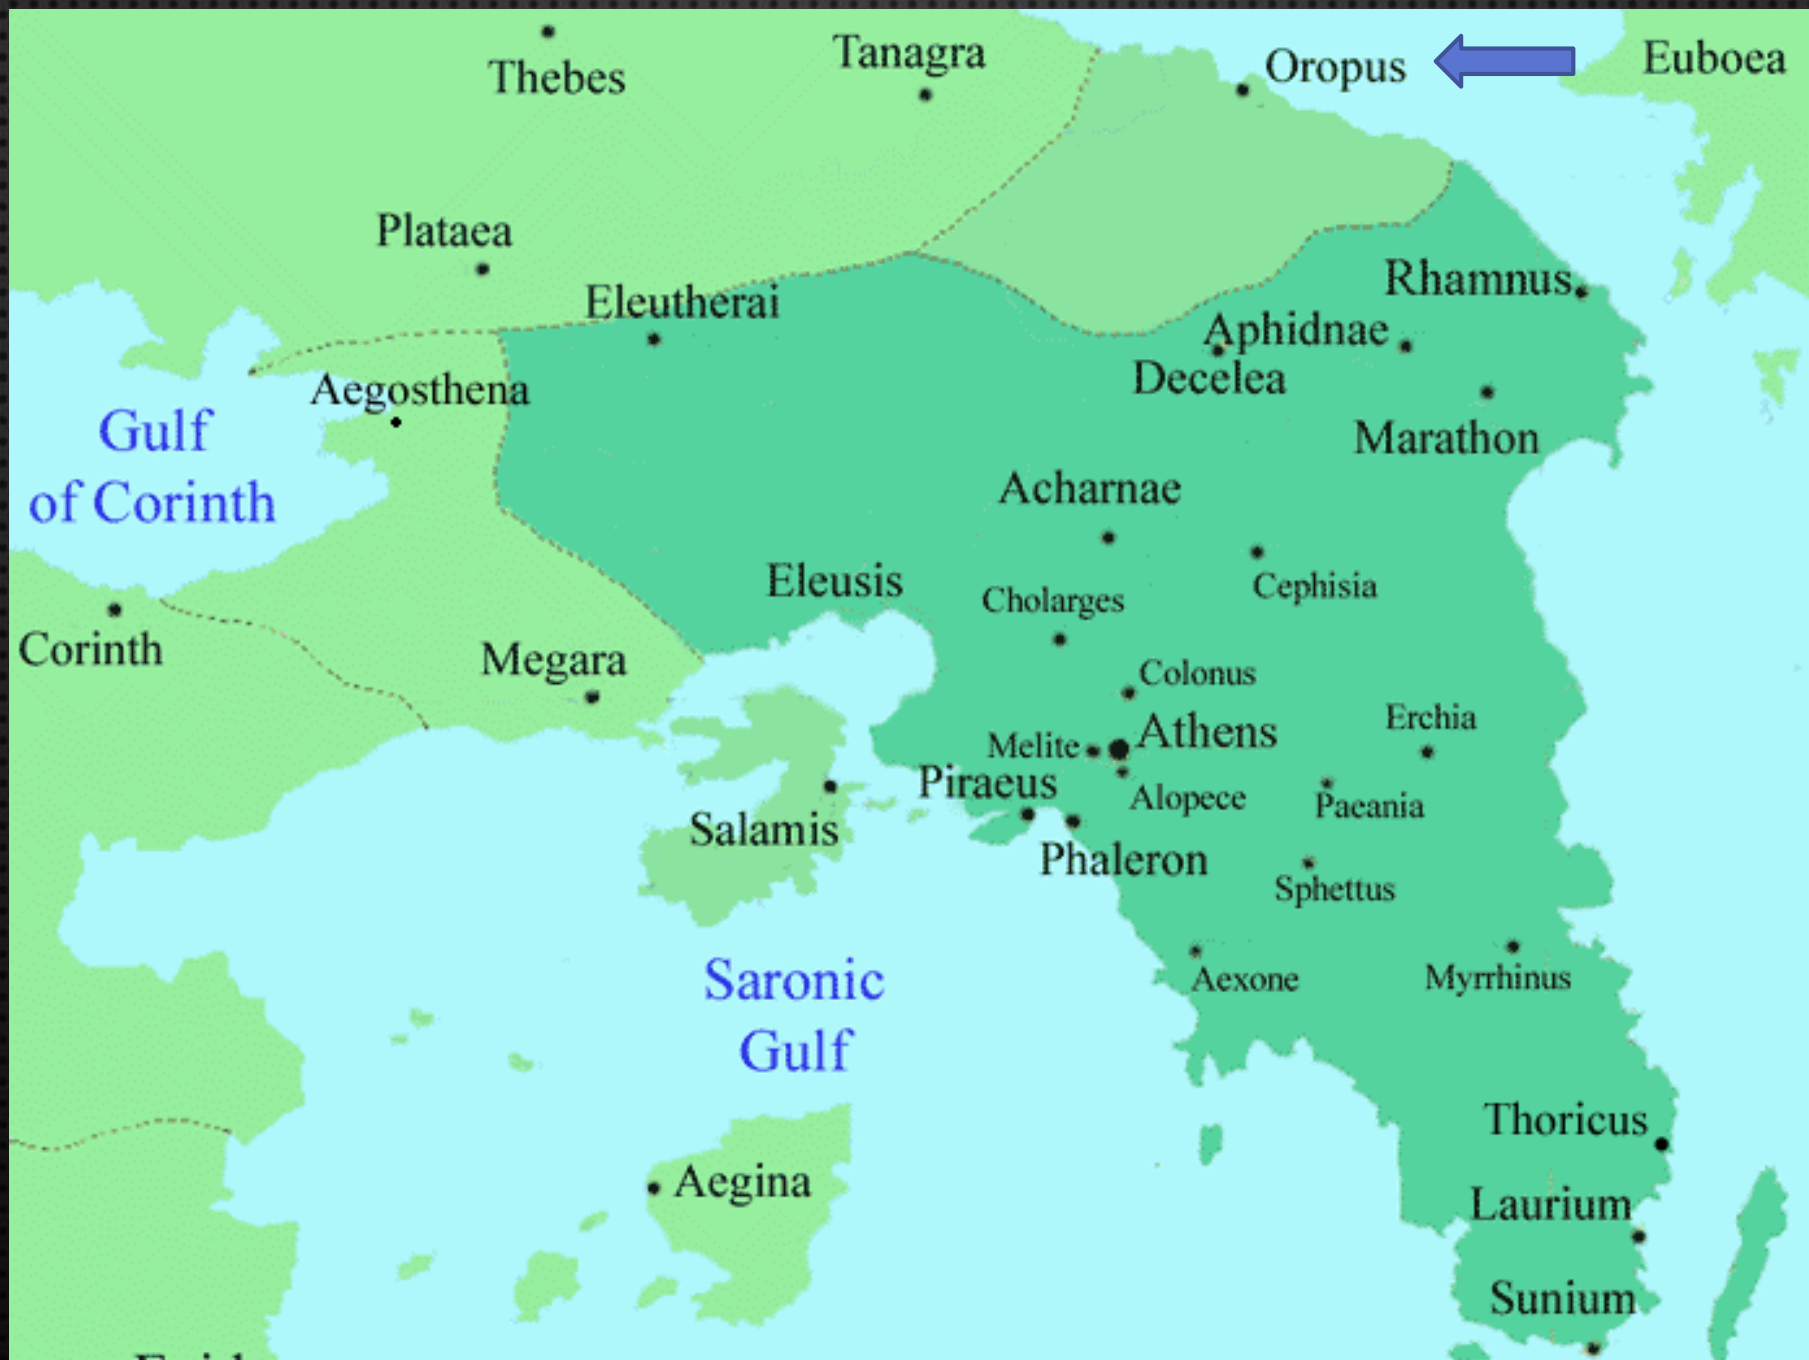 Thebes
Tanagra
Oropus
Euboea
Plataea
Eleutherai
Rhamnus
Aphidnae
Decelea
Aegosthena
Marathon
Gulf
of Corinth
Acharnae
Eleusis
Cephisia
Cholarges
Corinth
Megara
Colonus
Erchia
Athens
Melite
Piraeus
Alopece
Paeania
Salamis
Phaleron
Sphettus
Saronic
Gulf
Aexone
Myrrhinus
Thoricus
Aegina
Laurium
Sunium